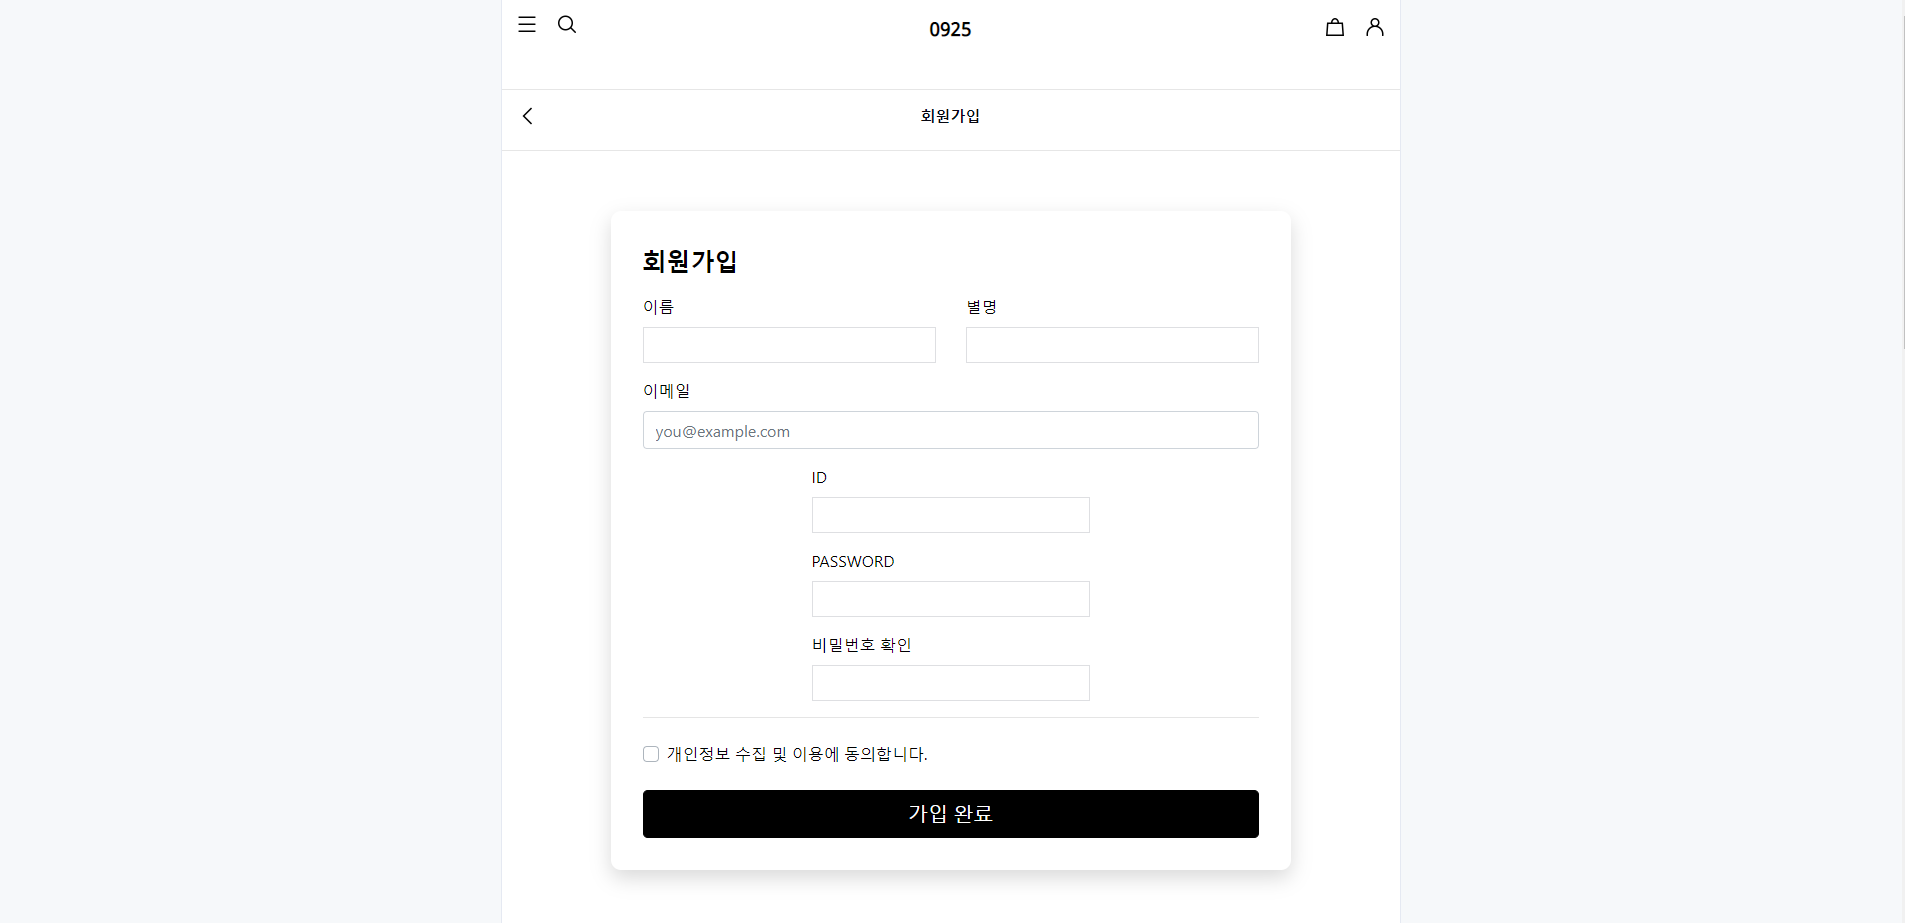 0925
회원가입
회원가입
이름
별명
이메일
you@example.com
ID
PASSWORD
비밀번호 확인
개인정보 수집 및 이용에 동의합니다.
가입 완료